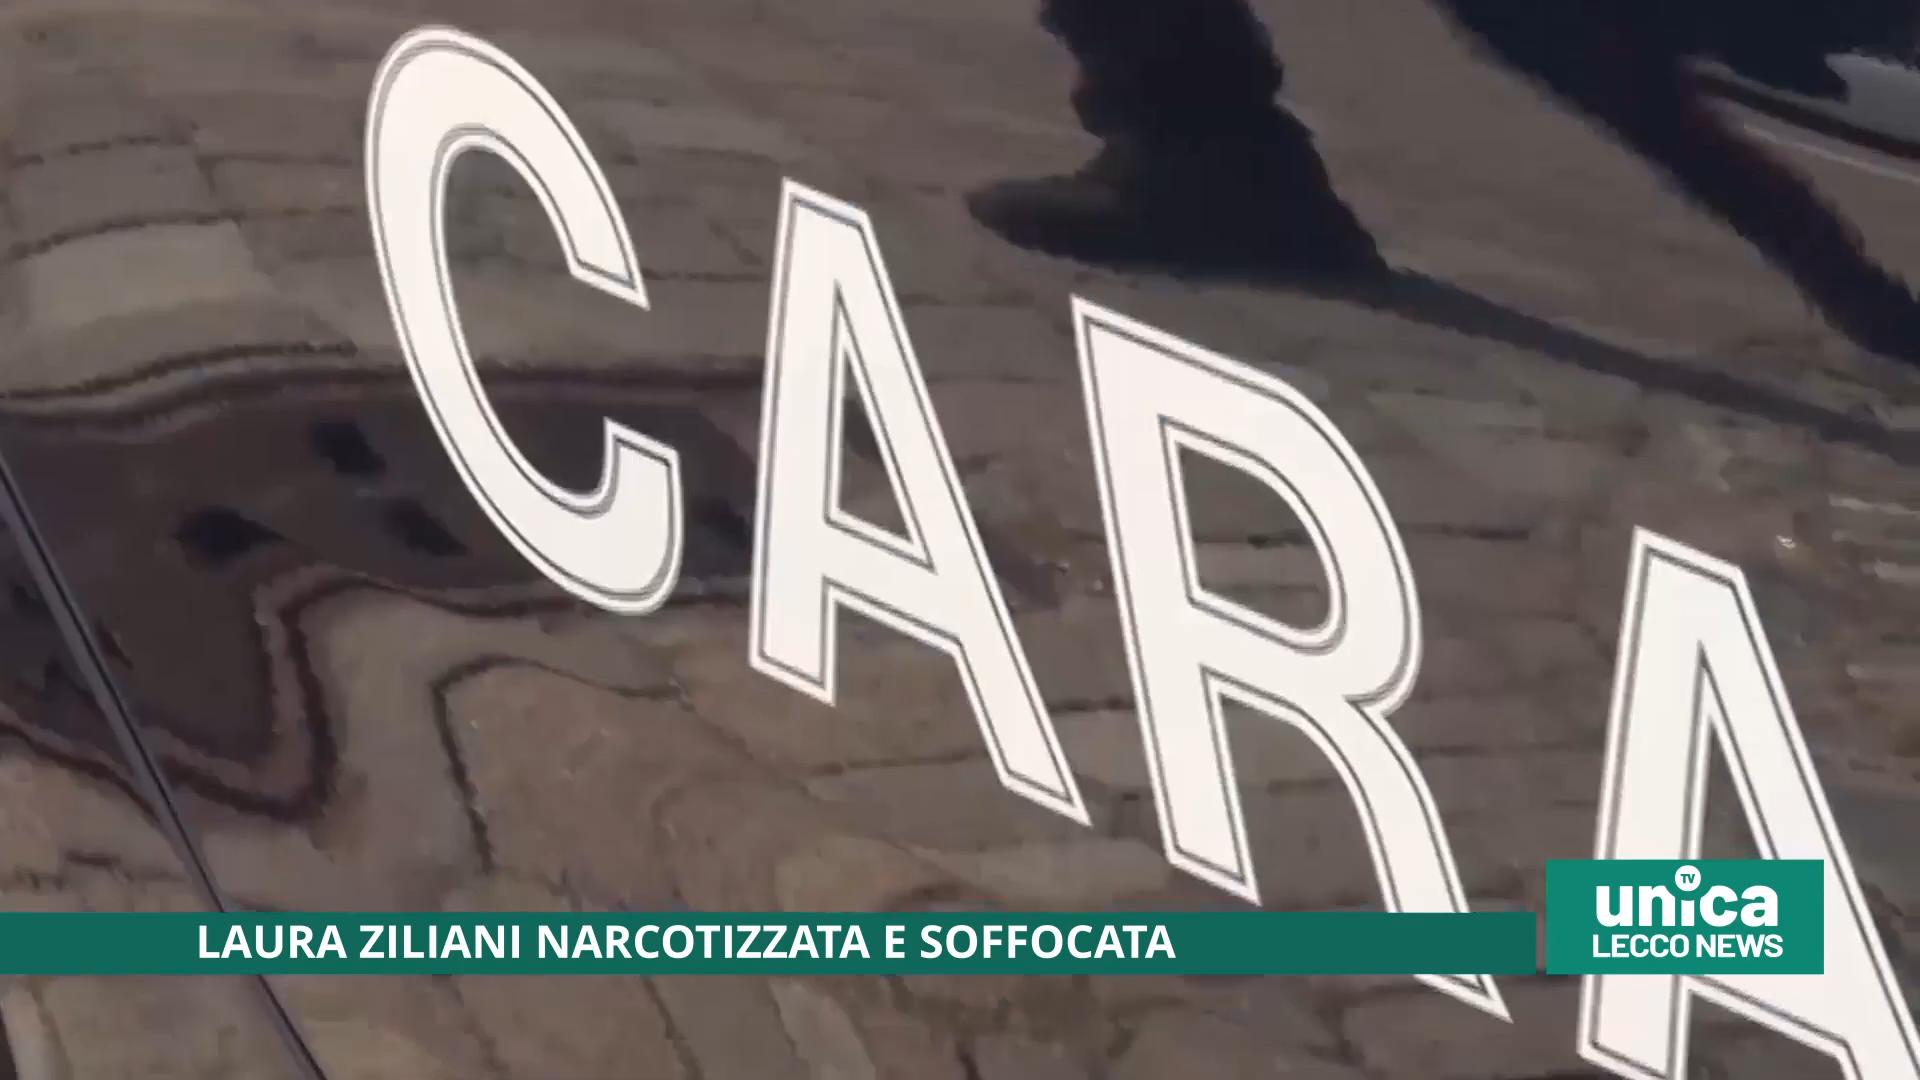 CARA
TV
unica
LECCO NEWS
LAURA ZILIANI NARCOTIZZATA E SOFFOCATA